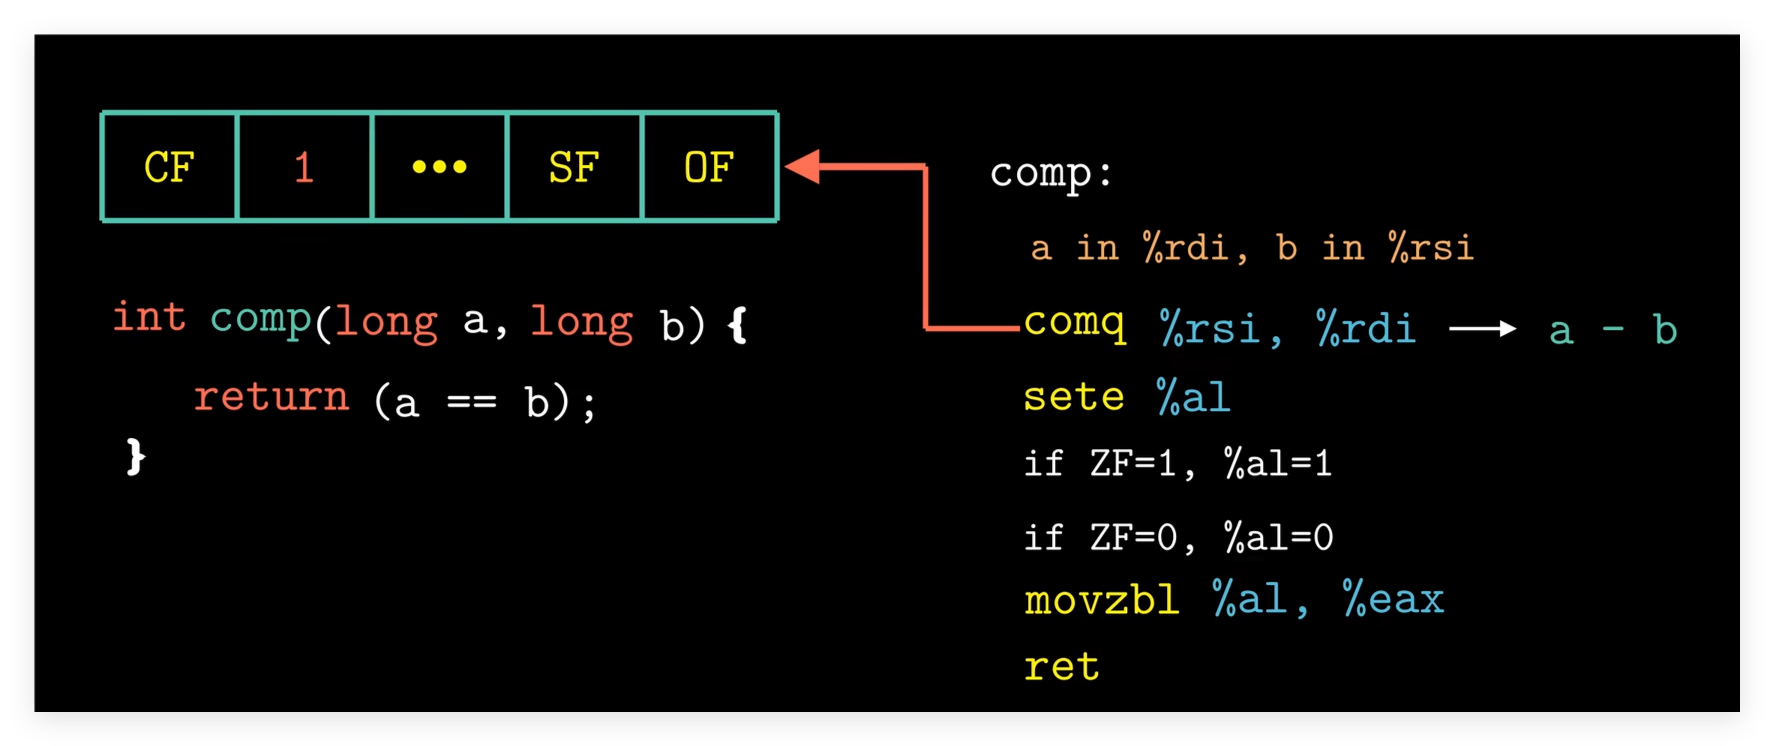 CF 1 ••• SF OF
int comp(long a, long b) {
return (a == b);
}
comp:
a in %rdi, b in %rsi
comq %rsi, %rdi → a - b
sete %al
if ZF=1, %al=1
if ZF=0, %al=0
movzbl %al, %eax
ret